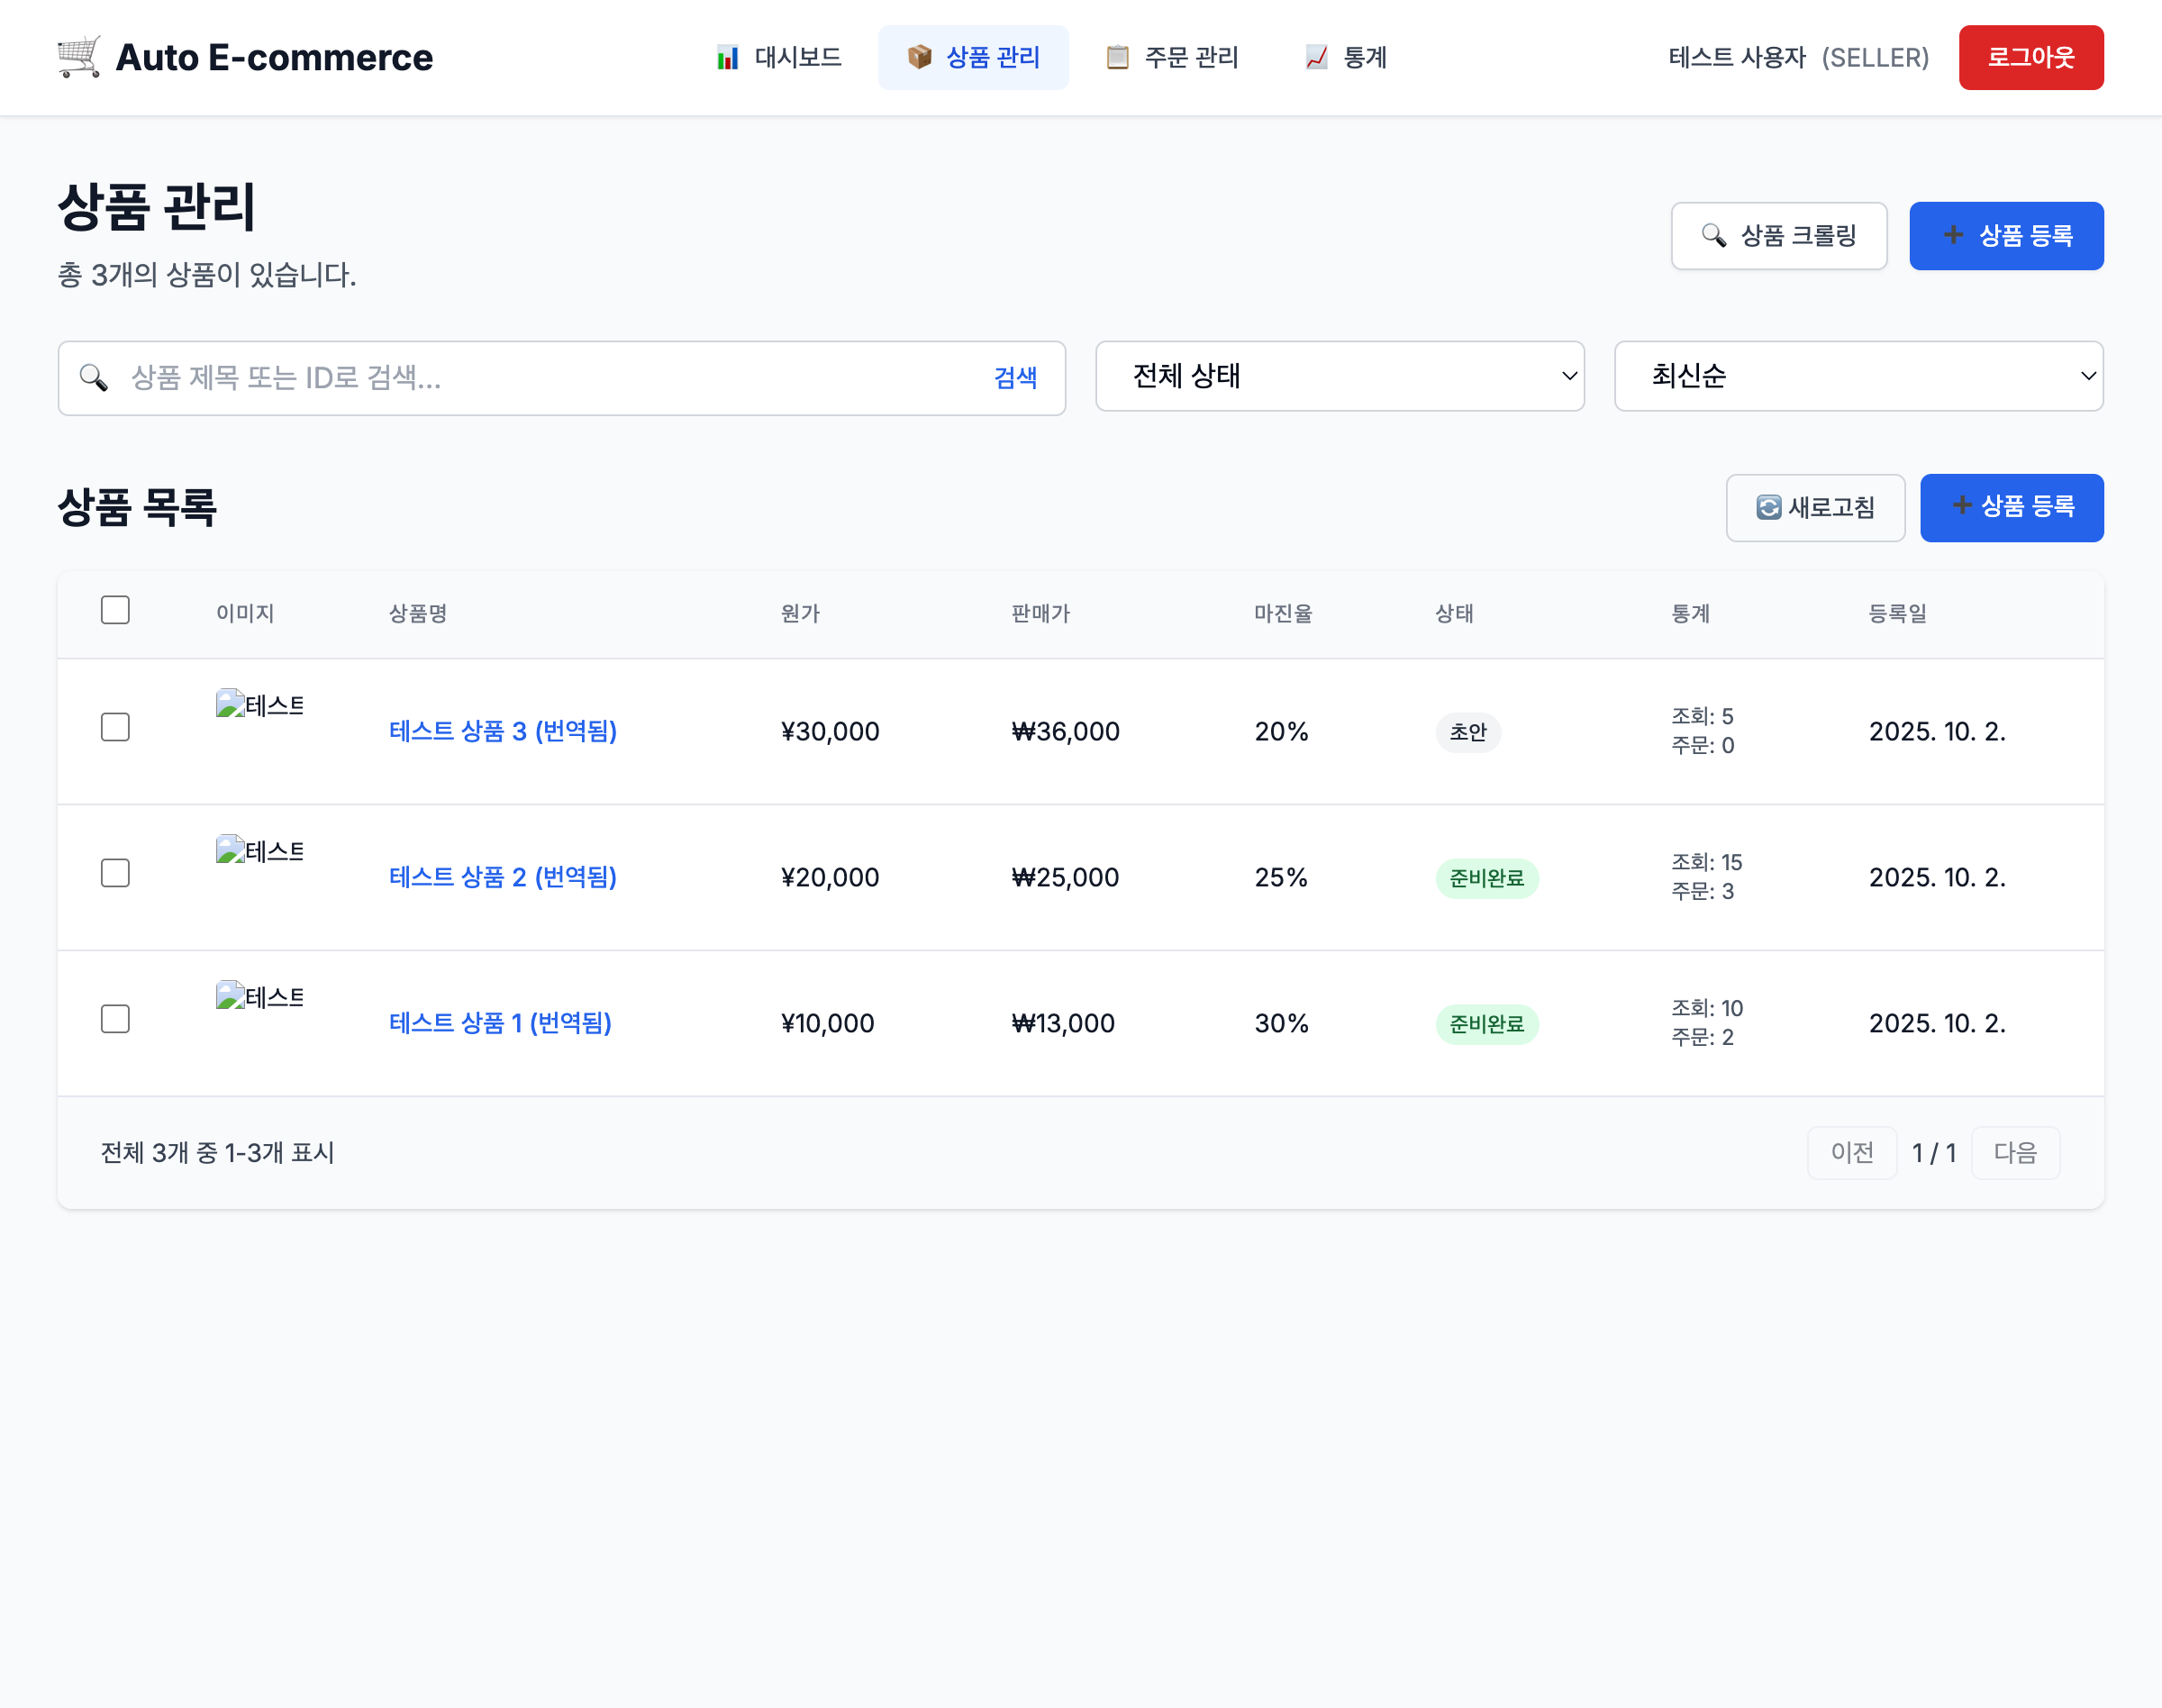 Auto E-commerce
대시보드
상품 관리
주문 관리
통계
테스트 사용자 (SELLER)
로그아웃
상품 관리
총 3개의 상품이 있습니다.
상품 크롤링
상품 등록
상품 제목 또는 ID로 검색...
검색
전체 상태
최신순
상품 목록
새로고침
상품 등록
이미지 상품명 원가 판매가 마진율 상태 통계 등록일
테스트
테스트 상품 3 (번역됨) ¥30,000 ₩36,000 20% 초안
조회: 5
주문: 0
2025. 10. 2.
테스트
테스트 상품 2 (번역됨) ¥20,000 ₩25,000 25% 준비완료
조회: 15
주문: 3
2025. 10. 2.
테스트
테스트 상품 1 (번역됨) ¥10,000 ₩13,000 30% 준비완료
조회: 10
주문: 2
2025. 10. 2.
전체 3개 중 1-3개 표시
이전 1 / 1 다음